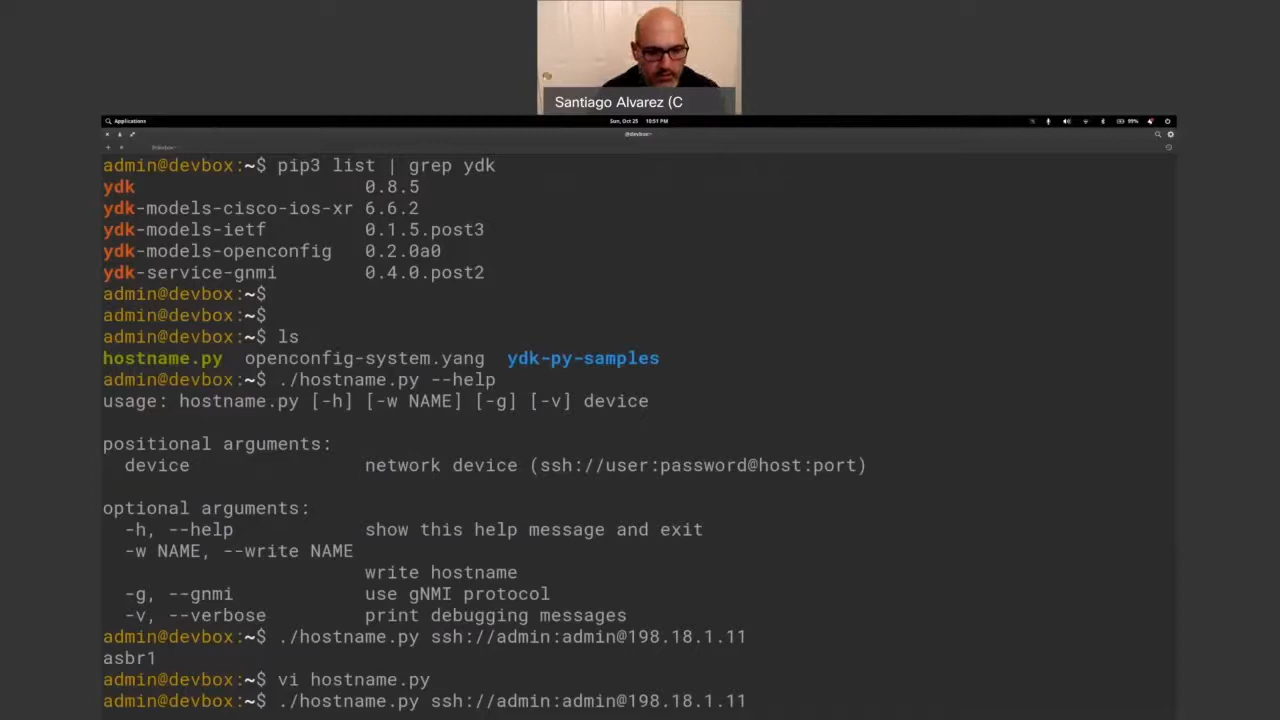 Santiago Alvarez (C
Applications
Sun, Oct 25 10:51 PM
99%
@devbox:~
@devbox:~
admin@devbox:~$ pip3 list | grep ydk
ydk 0.8.5
ydk-models-cisco-ios-xr 6.6.2
ydk-models-ietf 0.1.5.post3
ydk-models-openconfig 0.2.0a0
ydk-service-gnmi 0.4.0.post2
admin@devbox:~$
admin@devbox:~$
admin@devbox:~$ ls
hostname.py openconfig-system.yang ydk-py-samples
admin@devbox:~$ ./hostname.py --help
usage: hostname.py [-h] [-w NAME] [-g] [-v] device
positional arguments:
device network device (ssh://user:password@host:port)
optional arguments:
-h, --help show this help message and exit
-w NAME, --write NAME
write hostname
-g, --gnmi use gNMI protocol
-v, --verbose print debugging messages
admin@devbox:~$ ./hostname.py ssh://admin:admin@198.18.1.11
asbr1
admin@devbox:~$ vi hostname.py
admin@devbox:~$ ./hostname.py ssh://admin:admin@198.18.1.11